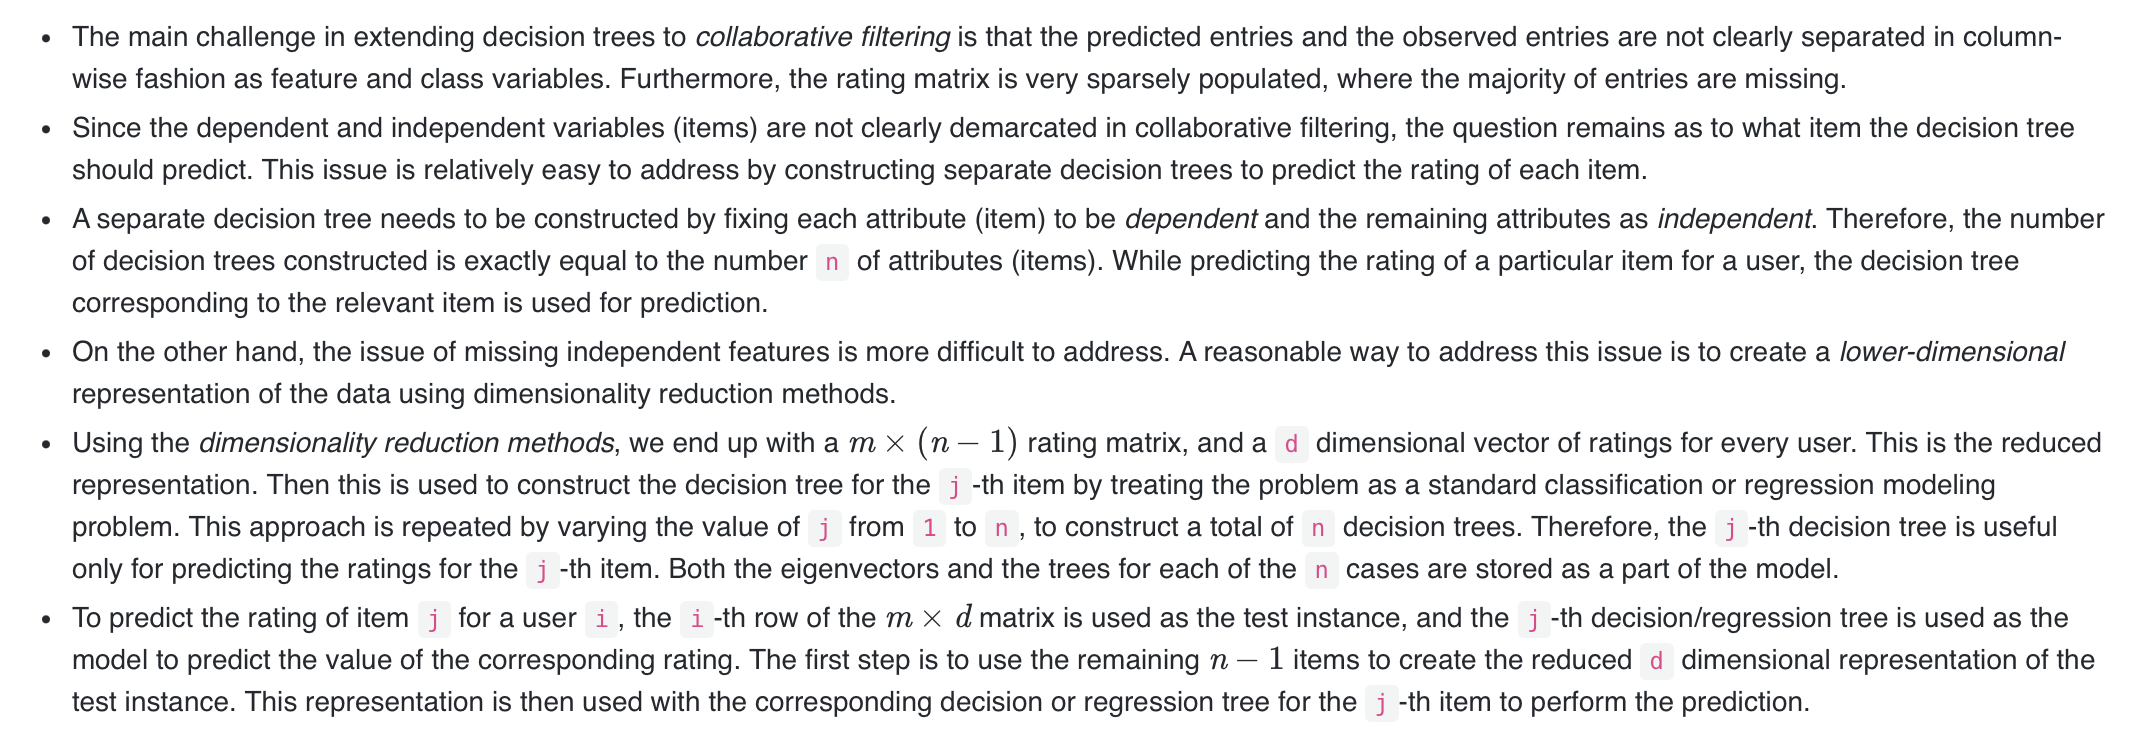 • The main challenge in extending decision trees to collaborative filtering is that the predicted entries and the observed entries are not clearly separated in column-
wise fashion as feature and class variables. Furthermore, the rating matrix is very sparsely populated, where the majority of entries are missing.
• Since the dependent and independent variables (items) are not clearly demarcated in collaborative filtering, the question remains as to what item the decision tree
should predict. This issue is relatively easy to address by constructing separate decision trees to predict the rating of each item.
• A separate decision tree needs to be constructed by fixing each attribute (item) to be dependent and the remaining attributes as independent. Therefore, the number
of decision trees constructed is exactly equal to the number n of attributes (items). While predicting the rating of a particular item for a user, the decision tree
corresponding to the relevant item is used for prediction.
• On the other hand, the issue of missing independent features is more difficult to address. A reasonable way to address this issue is to create a lower-dimensional
representation of the data using dimensionality reduction methods.
• Using the dimensionality reduction methods, we end up with a m × (n − 1) rating matrix, and a d dimensional vector of ratings for every user. This is the reduced
representation. Then this is used to construct the decision tree for the j -th item by treating the problem as a standard classification or regression modeling
problem. This approach is repeated by varying the value of j from 1 to n , to construct a total of n decision trees. Therefore, the j -th decision tree is useful
only for predicting the ratings for the j -th item. Both the eigenvectors and the trees for each of the n cases are stored as a part of the model.
• To predict the rating of item j for a user i , the i -th row of the m × d matrix is used as the test instance, and the j -th decision/regression tree is used as the
model to predict the value of the corresponding rating. The first step is to use the remaining n − 1 items to create the reduced d dimensional representation of the
test instance. This representation is then used with the corresponding decision or regression tree for the j -th item to perform the prediction.